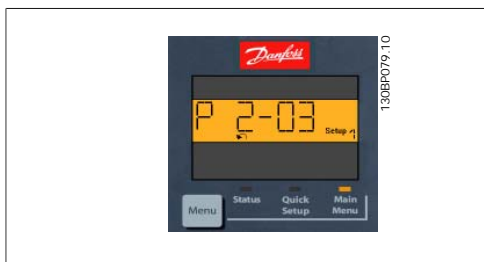 Danfoss
P 2-03
Setup 1
Status
Quick Setup
Main Menu
Menu
130BP079.10